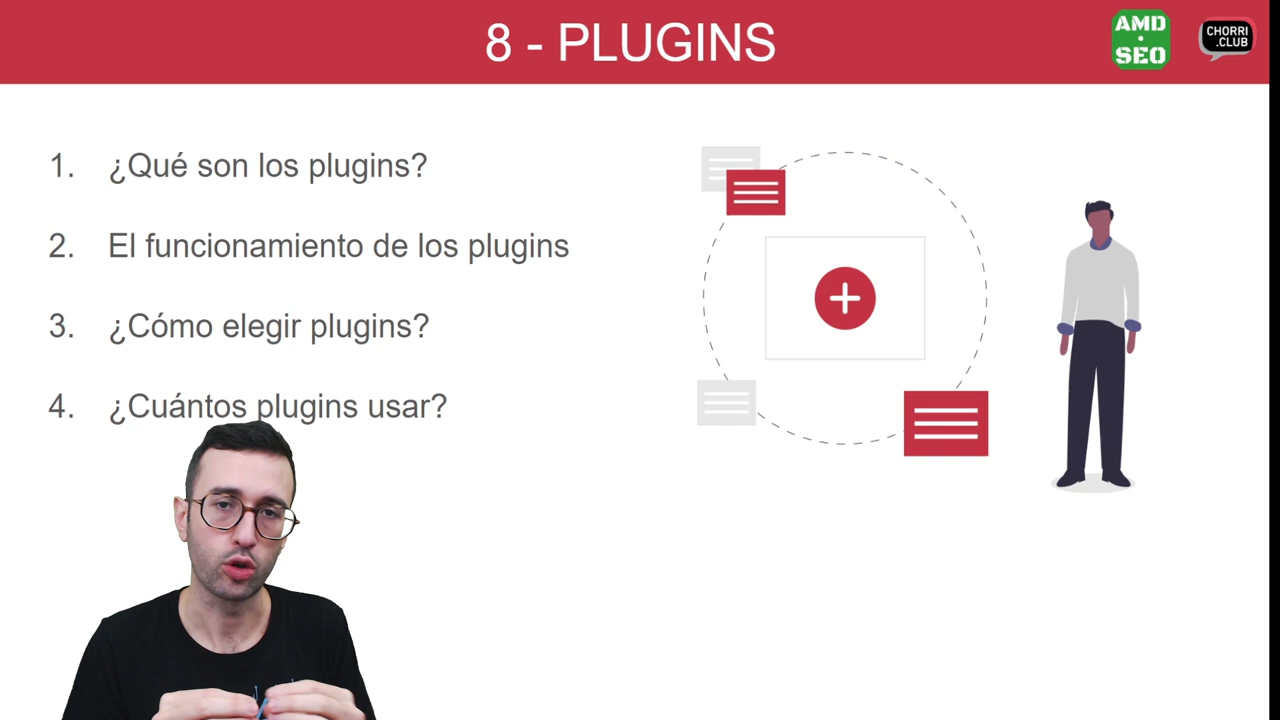 8 - PLUGINS
AMD
SEO
CHORRI
.CLUB
1. ¿Qué son los plugins?
2. El funcionamiento de los plugins
3. ¿Cómo elegir plugins?
4. ¿Cuántos plugins usar?